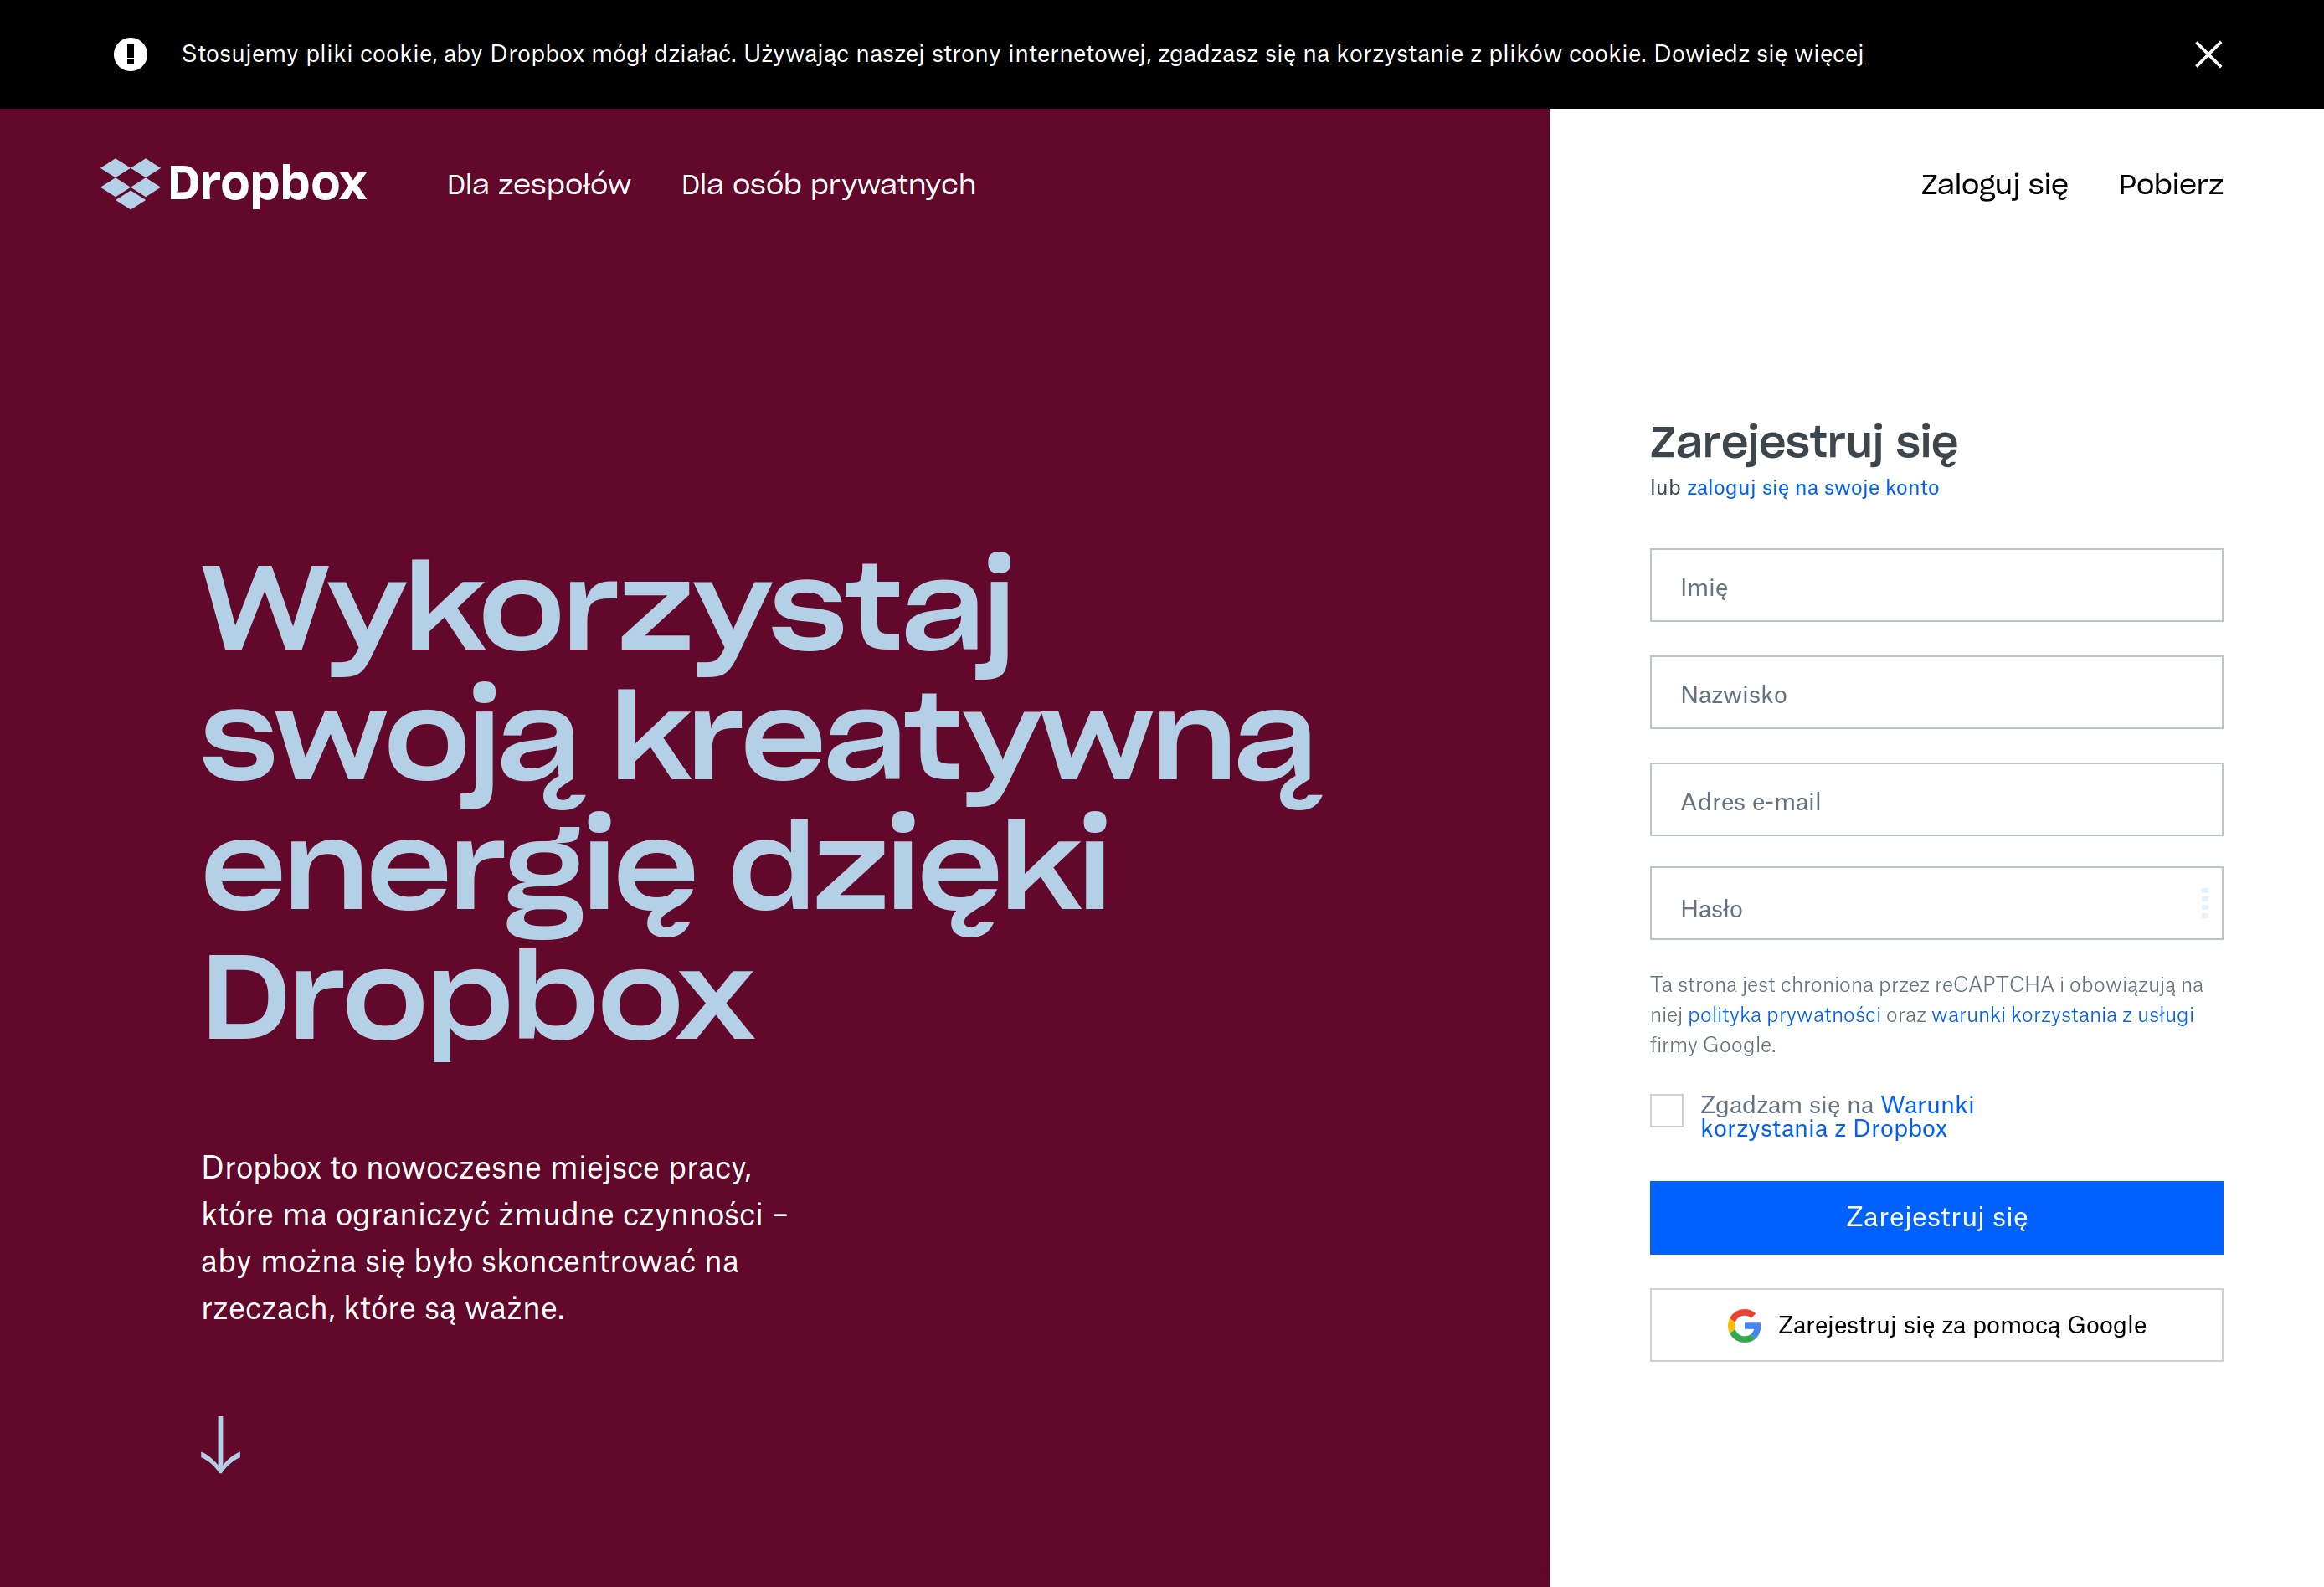 Stosujemy pliki cookie, aby Dropbox mógł działać. Używając naszej strony internetowej, zgadzasz się na korzystanie z plików cookie. Dowiedz się więcej
Dropbox
Dla zespołów
Dla osób prywatnych
Zaloguj się
Pobierz
Wykorzystaj
swoją kreatywną
energię dzięki
Dropbox
Dropbox to nowoczesne miejsce pracy,
które ma ograniczyć żmudne czynności –
aby można się było skoncentrować na
rzeczach, które są ważne.
Zarejestruj się
lub zaloguj się na swoje konto
Imię
Nazwisko
Adres e-mail
Hasło
Ta strona jest chroniona przez reCAPTCHA i obowiązują na
niej polityka prywatności oraz warunki korzystania z usługi
firmy Google.
Zgadzam się na Warunki
korzystania z Dropbox
Zarejestruj się
Zarejestruj się za pomocą Google